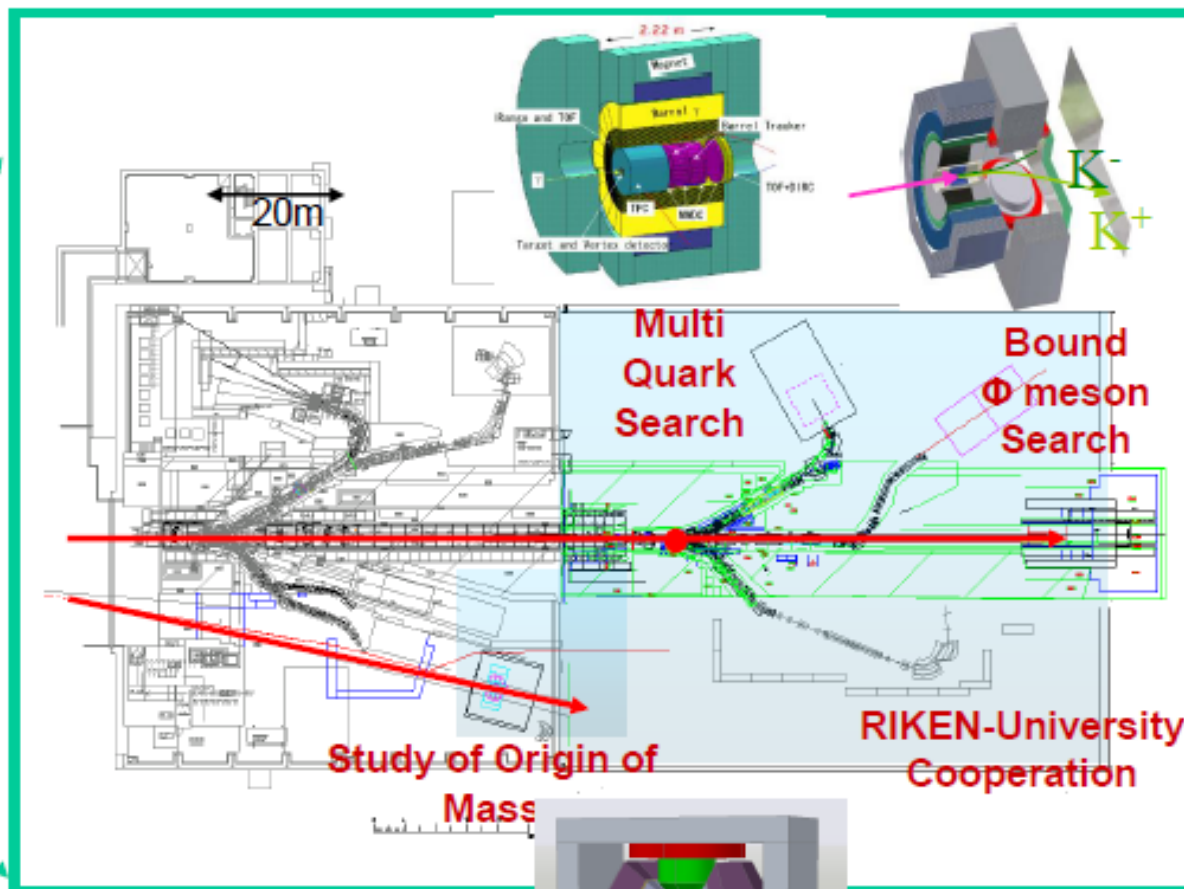 2.22 m
Magnet
Barrel γ
Range and TOF
Barrel Tracker
γ
TOF+DIRC
TPC
Target and Vertex detecto
K-
K+
20m
Multi
Quark
Search
Bound
Φ meson
Search
RIKEN-University
Cooperation
Study of Origin of
Mass